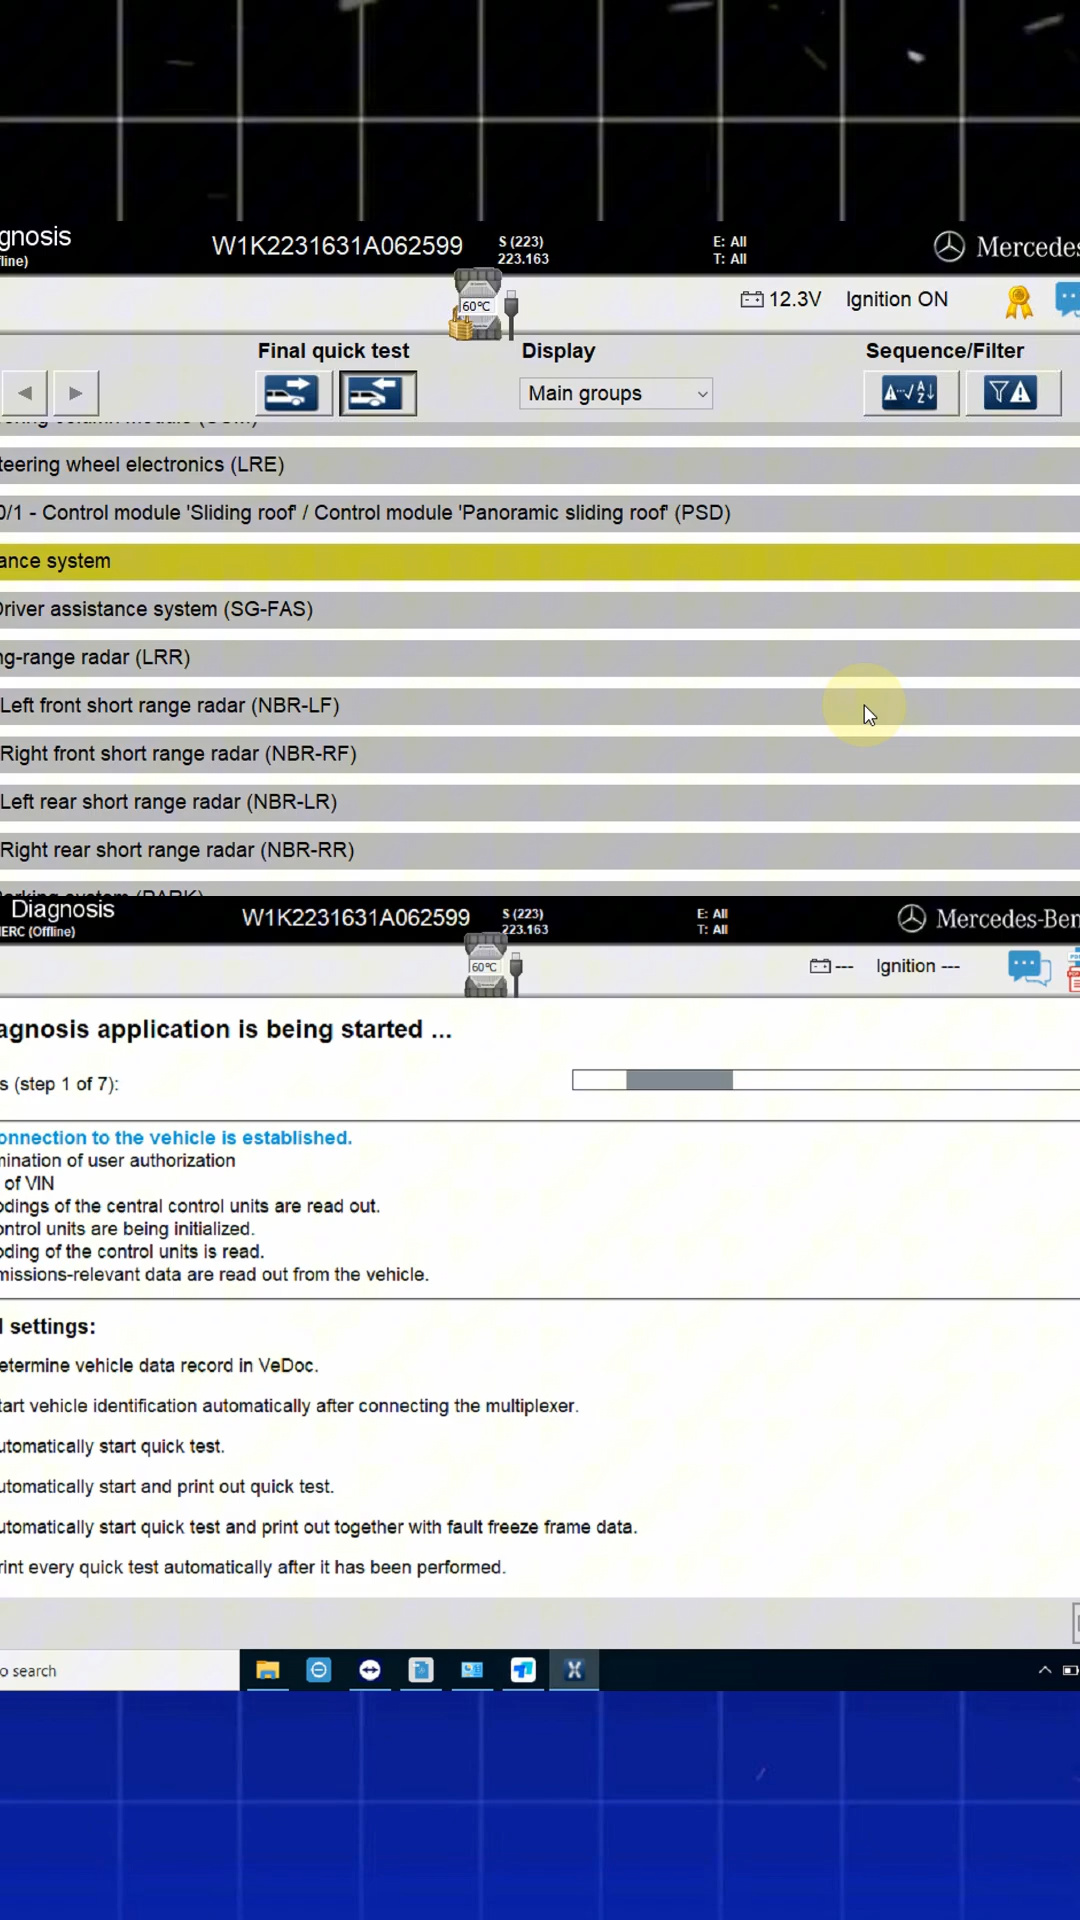 gnosis
W1K2231631A062599
S (223)
223.163
E: All
T: All
Mercedes
line)
60°C
12.3V
Ignition ON
Final quick test
Display
Sequence/Filter
Main groups
teering wheel electronics (LRE)
0/1 - Control module 'Sliding roof' / Control module 'Panoramic sliding roof' (PSD)
ance system
Driver assistance system (SG-FAS)
ng-range radar (LRR)
Left front short range radar (NBR-LF)
Right front short range radar (NBR-RF)
Left rear short range radar (NBR-LR)
Right rear short range radar (NBR-RR)
Parking system (PARK)
Diagnosis
W1K2231631A062599
S (223)
223.163
E: All
T: All
Mercedes-Ben
ERC (Offline)
60°C
---
Ignition ---
agnosis application is being started ...
s (step 1 of 7):
onnection to the vehicle is established.
mination of user authorization
of VIN
odings of the central control units are read out.
ontrol units are being initialized.
oding of the control units is read.
missions-relevant data are read out from the vehicle.
l settings:
etermine vehicle data record in VeDoc.
tart vehicle identification automatically after connecting the multiplexer.
utomatically start quick test.
utomatically start and print out quick test.
utomatically start quick test and print out together with fault freeze frame data.
rint every quick test automatically after it has been performed.
o search